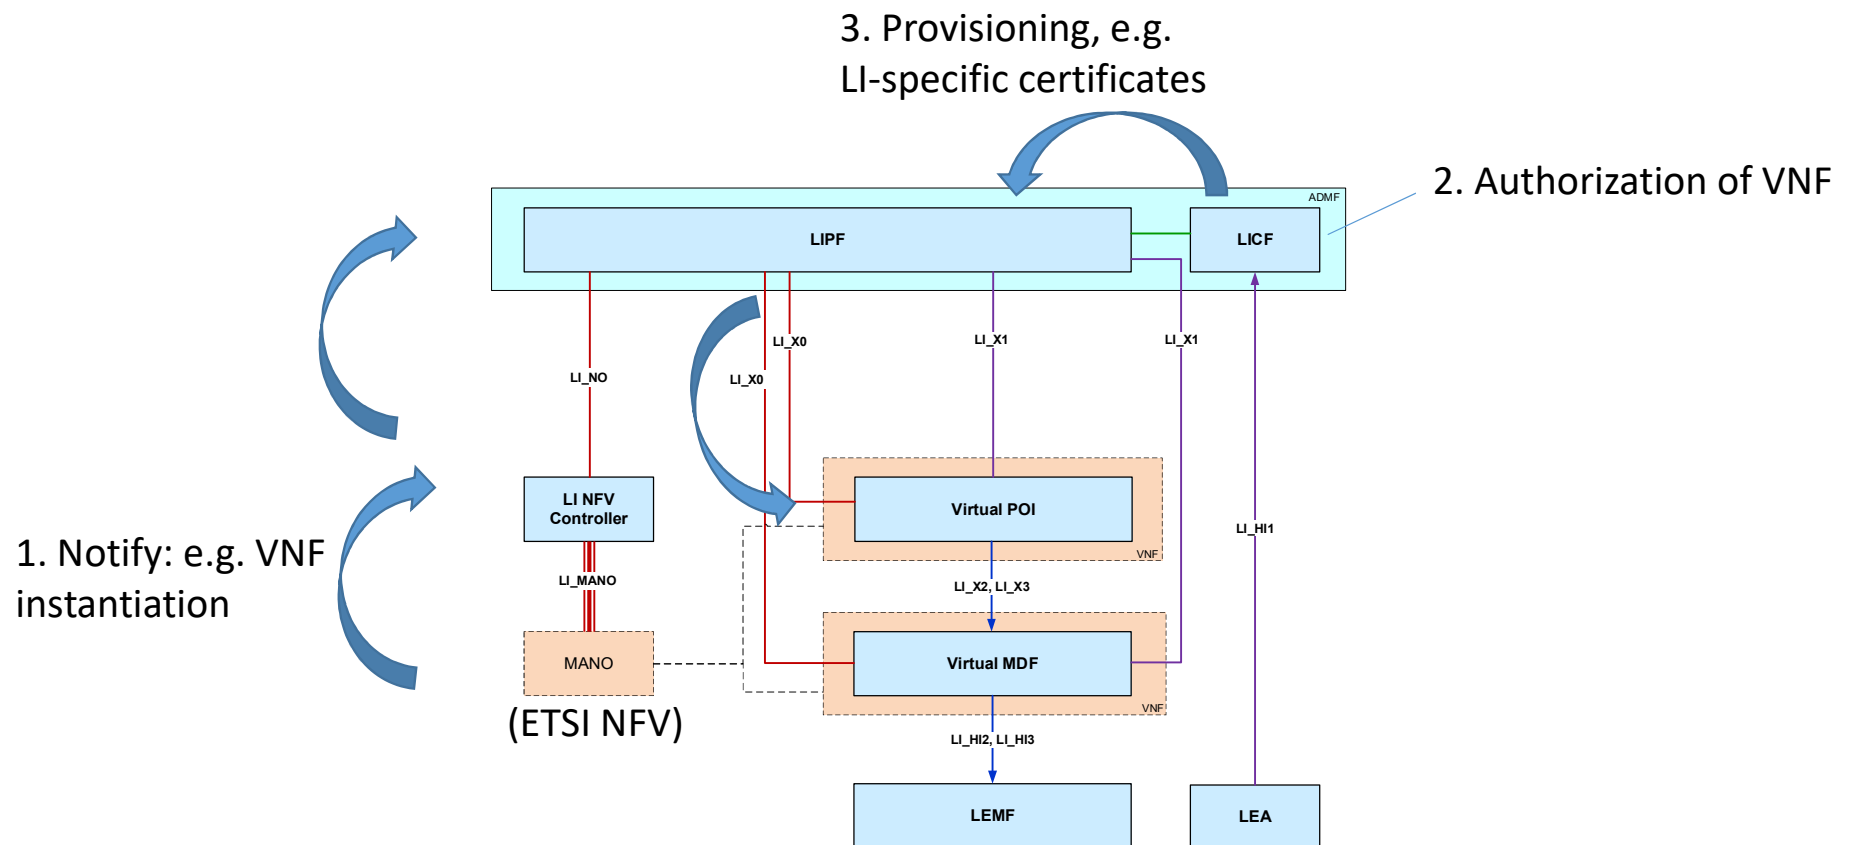 3. Provisioning, e.g.
LI-specific certificates
2. Authorization of VNF
ADMF
LIPF
LICF
LI_X0
LI_X1
LI_X1
LI_NO
LI_X0
LI NFV
Controller
Virtual POI
VNF
LI_HI1
1. Notify: e.g. VNF
instantiation
LI_MANO
LI_X2, LI_X3
MANO
Virtual MDF
VNF
(ETSI NFV)
LI_HI2, LI_HI3
LEMF
LEA